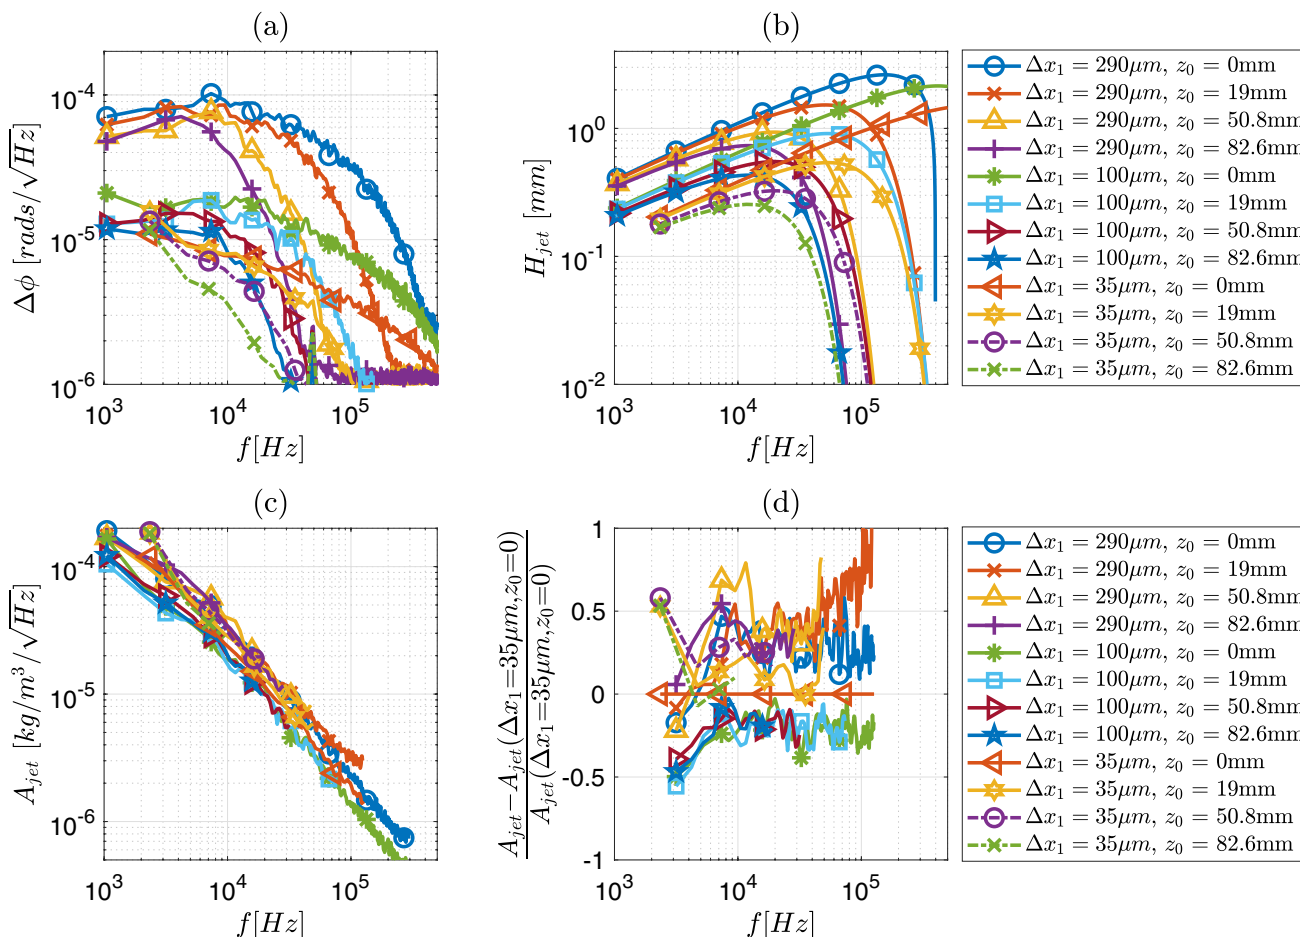 (a)
(b)
10^-4
10^-5
10^-6
Δϕ [rads/√Hz]
10^3
10^4
10^5
f[Hz]
10^0
10^-1
10^-2
H_jet [mm]
10^3
10^4
10^5
f[Hz]
Δx_1 = 290μm, z_0 = 0mm
Δx_1 = 290μm, z_0 = 19mm
Δx_1 = 290μm, z_0 = 50.8mm
Δx_1 = 290μm, z_0 = 82.6mm
Δx_1 = 100μm, z_0 = 0mm
Δx_1 = 100μm, z_0 = 19mm
Δx_1 = 100μm, z_0 = 50.8mm
Δx_1 = 100μm, z_0 = 82.6mm
Δx_1 = 35μm, z_0 = 0mm
Δx_1 = 35μm, z_0 = 19mm
Δx_1 = 35μm, z_0 = 50.8mm
Δx_1 = 35μm, z_0 = 82.6mm
(c)
(d)
10^-4
10^-5
10^-6
A_jet [kg/m^3/√Hz]
10^3
10^4
10^5
f[Hz]
1
0.5
0
-0.5
-1
A_jet−A_jet(Δx_1=35μm,z_0=0)
A_jet(Δx_1=35μm,z_0=0)
10^3
10^4
10^5
f[Hz]
Δx_1 = 290μm, z_0 = 0mm
Δx_1 = 290μm, z_0 = 19mm
Δx_1 = 290μm, z_0 = 50.8mm
Δx_1 = 290μm, z_0 = 82.6mm
Δx_1 = 100μm, z_0 = 0mm
Δx_1 = 100μm, z_0 = 19mm
Δx_1 = 100μm, z_0 = 50.8mm
Δx_1 = 100μm, z_0 = 82.6mm
Δx_1 = 35μm, z_0 = 0mm
Δx_1 = 35μm, z_0 = 19mm
Δx_1 = 35μm, z_0 = 50.8mm
Δx_1 = 35μm, z_0 = 82.6mm